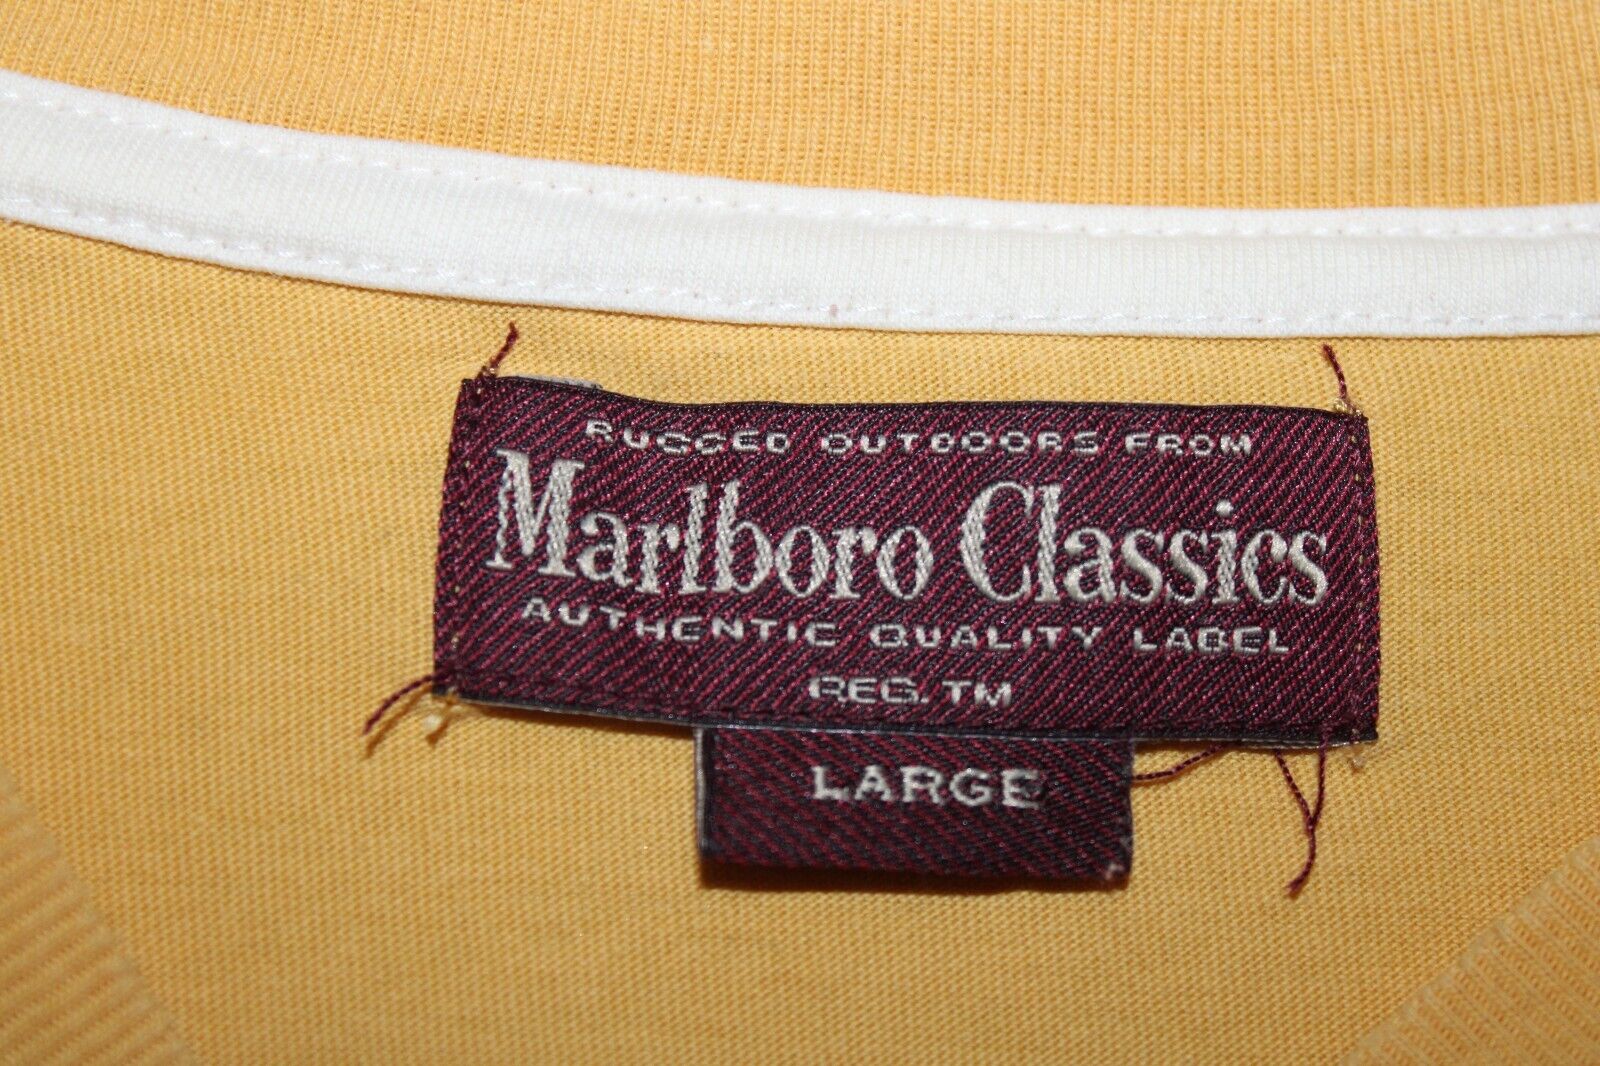 RUGGED OUTDOORS FROM
Marlboro Classics
AUTHENTIC QUALITY LABEL
REG. TM
LARGE